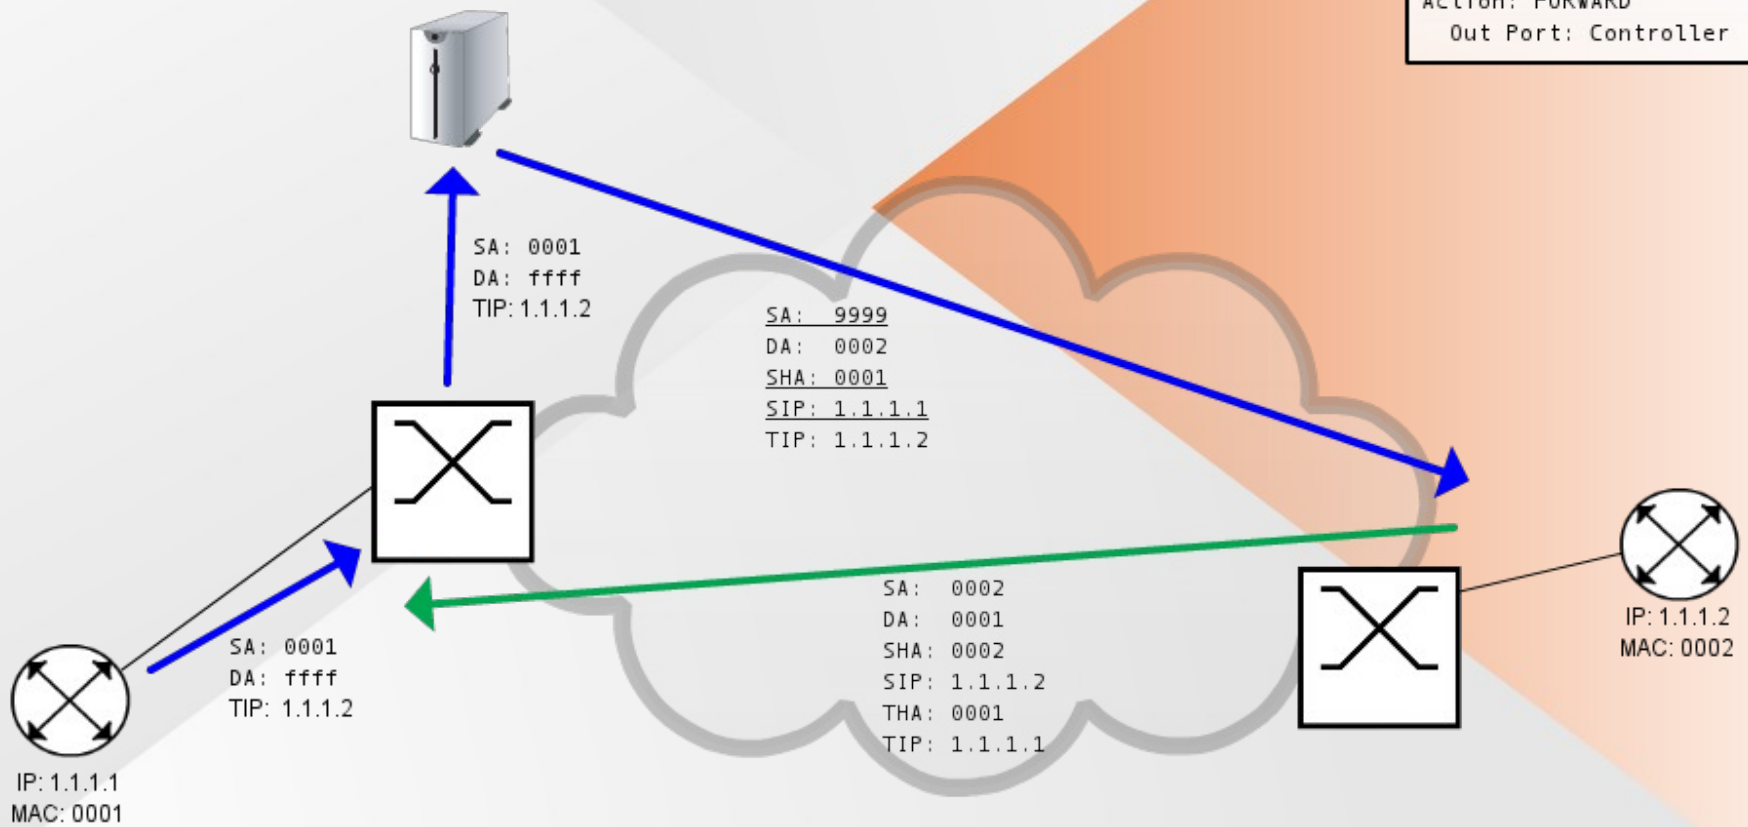 Action: FORWARD
Out Port: Controller
SA: 0001
DA: ffff
TIP: 1.1.1.2
SA: 9999
DA: 0002
SHA: 0001
SIP: 1.1.1.1
TIP: 1.1.1.2
SA: 0002
DA: 0001
SHA: 0002
SIP: 1.1.1.2
THA: 0001
TIP: 1.1.1.1
IP: 1.1.1.2
MAC: 0002
SA: 0001
DA: ffff
TIP: 1.1.1.2
IP: 1.1.1.1
MAC: 0001